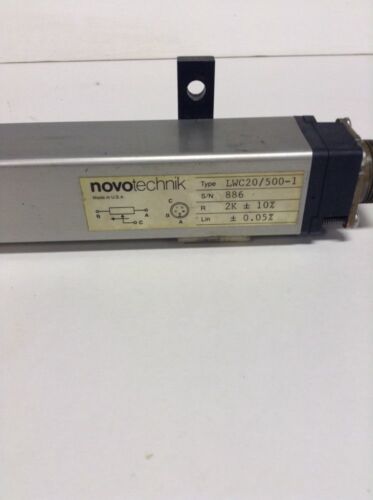 novotechnik
Made in U.S.A.
Type LWC20/500-1
S/N 886
R 2K ± 10%
Lin ± 0.05%
C
B A
C
A